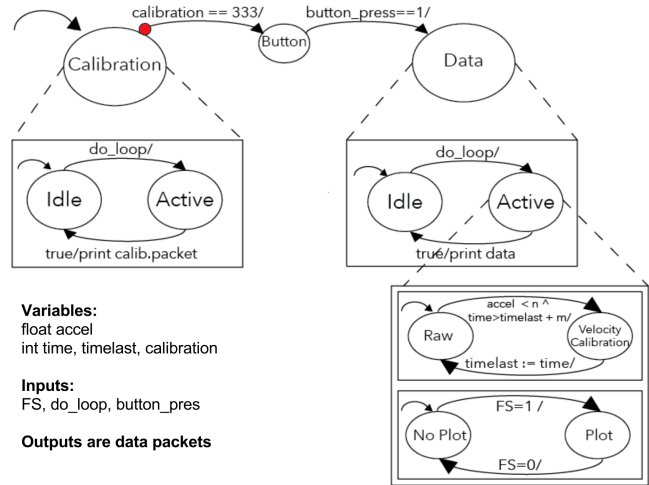 calibration == 333/
button_press==1/
Calibration
Button
Data
do_loop/
Idle
Active
true/print calib.packet
do_loop/
Idle
Active
true/print data
accel < n ^
time>timelast + m/
Raw
Velocity
Calibration
timelast := time/
FS=1 /
No Plot
Plot
FS=0/
Variables:
float accel
int time, timelast, calibration
Inputs:
FS, do_loop, button_pres
Outputs are data packets